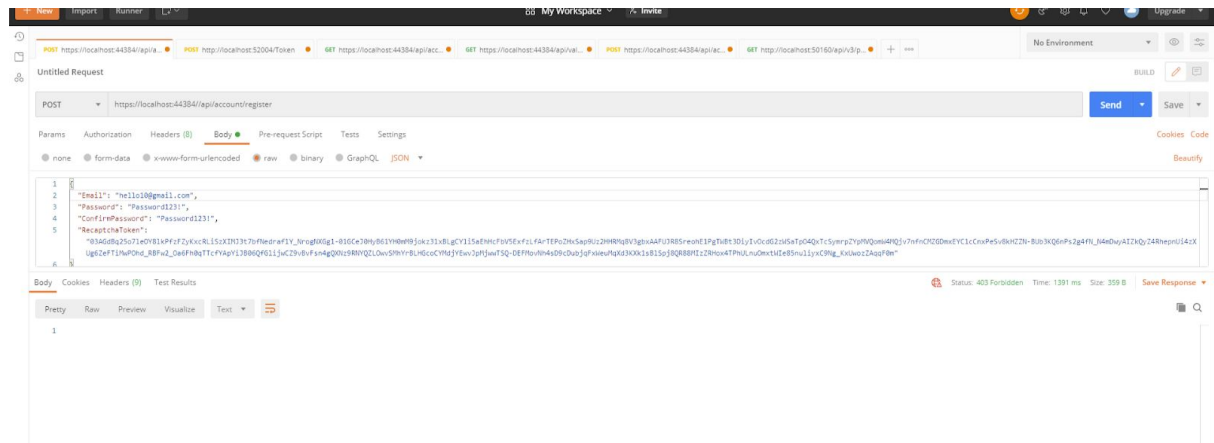 + New Import Runner My Workspace Invite Upgrade
POST https://localhost:44384//api/a... POST http://localhost:52004/Token GET https://localhost:44384/api/acc... GET https://localhost:44384/api/val... POST https://localhost:44384/api/ac... GET http://localhost:50160/api/v3/p... + ... No Environment
Untitled Request BUILD
POST https://localhost:44384//api/account/register Send Save
Params Authorization Headers (8) Body Pre-request Script Tests Settings Cookies Code
none form-data x-www-form-urlencoded raw binary GraphQL JSON Beautify
1 {
2 "Email": "hello10@gmail.com",
3 "Password": "Password123!",
4 "ConfirmPassword": "Password123!",
5 "RecaptchaToken":
6 }
Body Cookies Headers (9) Test Results Status: 403 Forbidden Time: 1391 ms Size: 359 B Save Response
Pretty Raw Preview Visualize Text
1